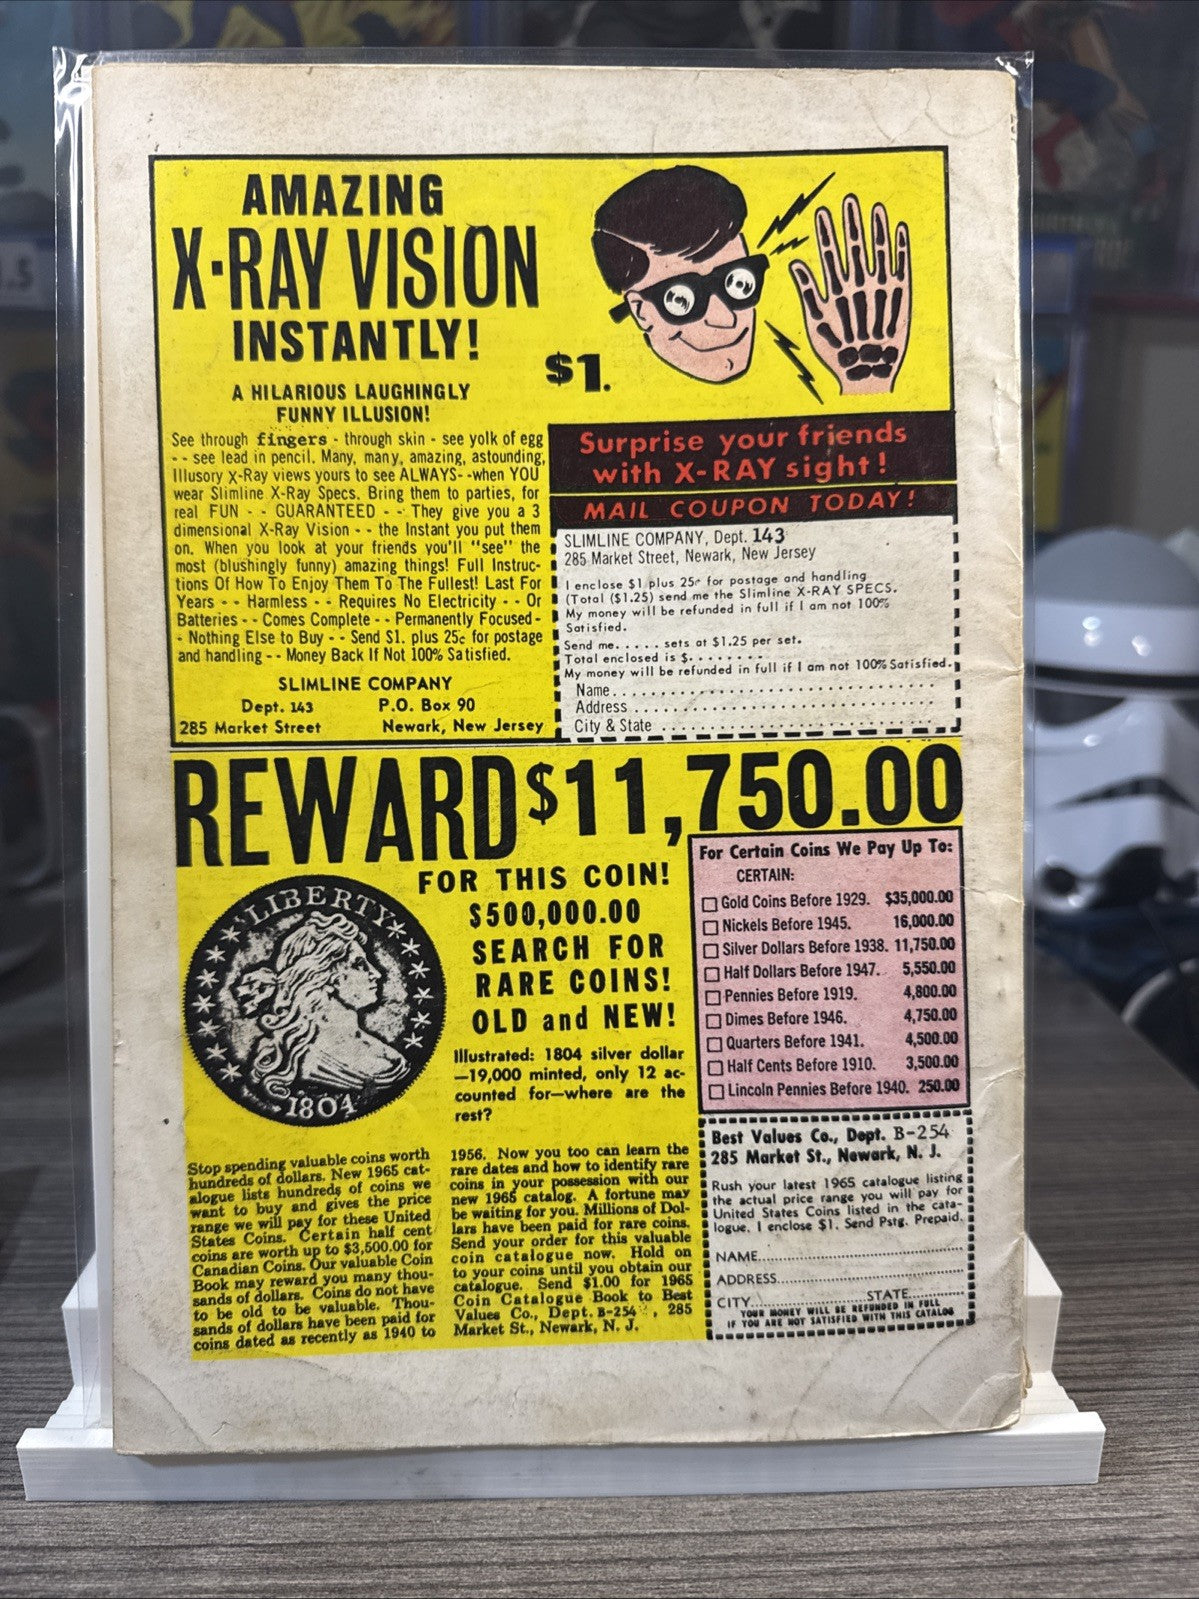 AMAZING
X-RAY VISION
INSTANTLY!
A HILARIOUS LAUGHINGLY
FUNNY ILLUSION!
See through fingers - through skin - see yolk of egg
-- see lead in pencil. Many, many, amazing, astounding,
Illusory X-Ray views yours to see ALWAYS--when YOU
wear Slimline X-Ray Specs. Bring them to parties, for
real FUN - - GUARANTEED - - They give you a 3
dimensional X-Ray Vision - - the Instant you put them
on. When you look at your friends you'll "see" the
most (blushingly funny) amazing things! Full Instruc-
tions Of How To Enjoy Them To The Fullest! Last For
Years - - Harmless - - Requires No Electricity - - Or
Batteries - - Comes Complete - - Permanently Focused-
- Nothing Else to Buy - - Send $1. plus 25c for postage
and handling - - Money Back If Not 100% Satisfied.
SLIMLINE COMPANY
Dept. 143 P.O. Box 90
285 Market Street Newark, New Jersey
$1.
Surprise your friends
with X-RAY sight!
MAIL COUPON TODAY!
SLIMLINE COMPANY, Dept. 143
285 Market Street, Newark, New Jersey
I enclose $1 plus 25c for postage and handling
(Total ($1.25) send me the Slimline X-RAY SPECS.
My money will be refunded in full if I am not 100%
Satisfied.
Send me..... sets at $1.25 per set.
Total enclosed is $........
My money will be refunded in full if I am not 100% Satisfied.
Name................................
Address..............................
City & State ..........................
REWARD $11,750.00
FOR THIS COIN!
$500,000.00
SEARCH FOR
RARE COINS!
OLD and NEW!
LIBERTY
1804
Illustrated: 1804 silver dollar
—19,000 minted, only 12 ac-
counted for—where are the
rest?
Stop spending valuable coins worth
hundreds of dollars. New 1965 cat-
alogue lists hundreds of coins we
want to buy and gives the price
range we will pay for these United
States Coins. Certain half cent
coins are worth up to $3,500.00 for
Canadian Coins. Our valuable Coin
Book may reward you many thou-
sands of dollars. Coins do not have
to be old to be valuable. Thou-
sands of dollars have been paid for
coins dated as recently as 1940 to
1956. Now you too can learn the
rare dates and how to identify rare
coins in your possession with our
new 1965 catalog. A fortune may
be waiting for you. Millions of Dol-
lars have been paid for rare coins.
Send your order for this valuable
coin catalogue now. Hold on
to your coins until you obtain our
catalogue. Send $1.00 for 1965
Coin Catalogue Book to Best
Values Co., Dept. B-254 , 285
Market St., Newark, N. J.
For Certain Coins We Pay Up To:
CERTAIN:
Gold Coins Before 1929. $35,000.00
Nickels Before 1945. 16,000.00
Silver Dollars Before 1938. 11,750.00
Half Dollars Before 1947. 5,550.00
Pennies Before 1919. 4,800.00
Dimes Before 1946. 4,750.00
Quarters Before 1941. 4,500.00
Half Cents Before 1910. 3,500.00
Lincoln Pennies Before 1940. 250.00
Best Values Co., Dept. B-254
285 Market St., Newark, N. J.
Rush your latest 1965 catalogue listing
the actual price range you will pay for
United States Coins listed in the cata-
logue. I enclose $1. Send Pstg. Prepaid.
NAME................................
ADDRESS.............................
CITY.................STATE............
YOUR MONEY WILL BE REFUNDED IN FULL
IF YOU ARE NOT SATISFIED WITH THIS CATALOG